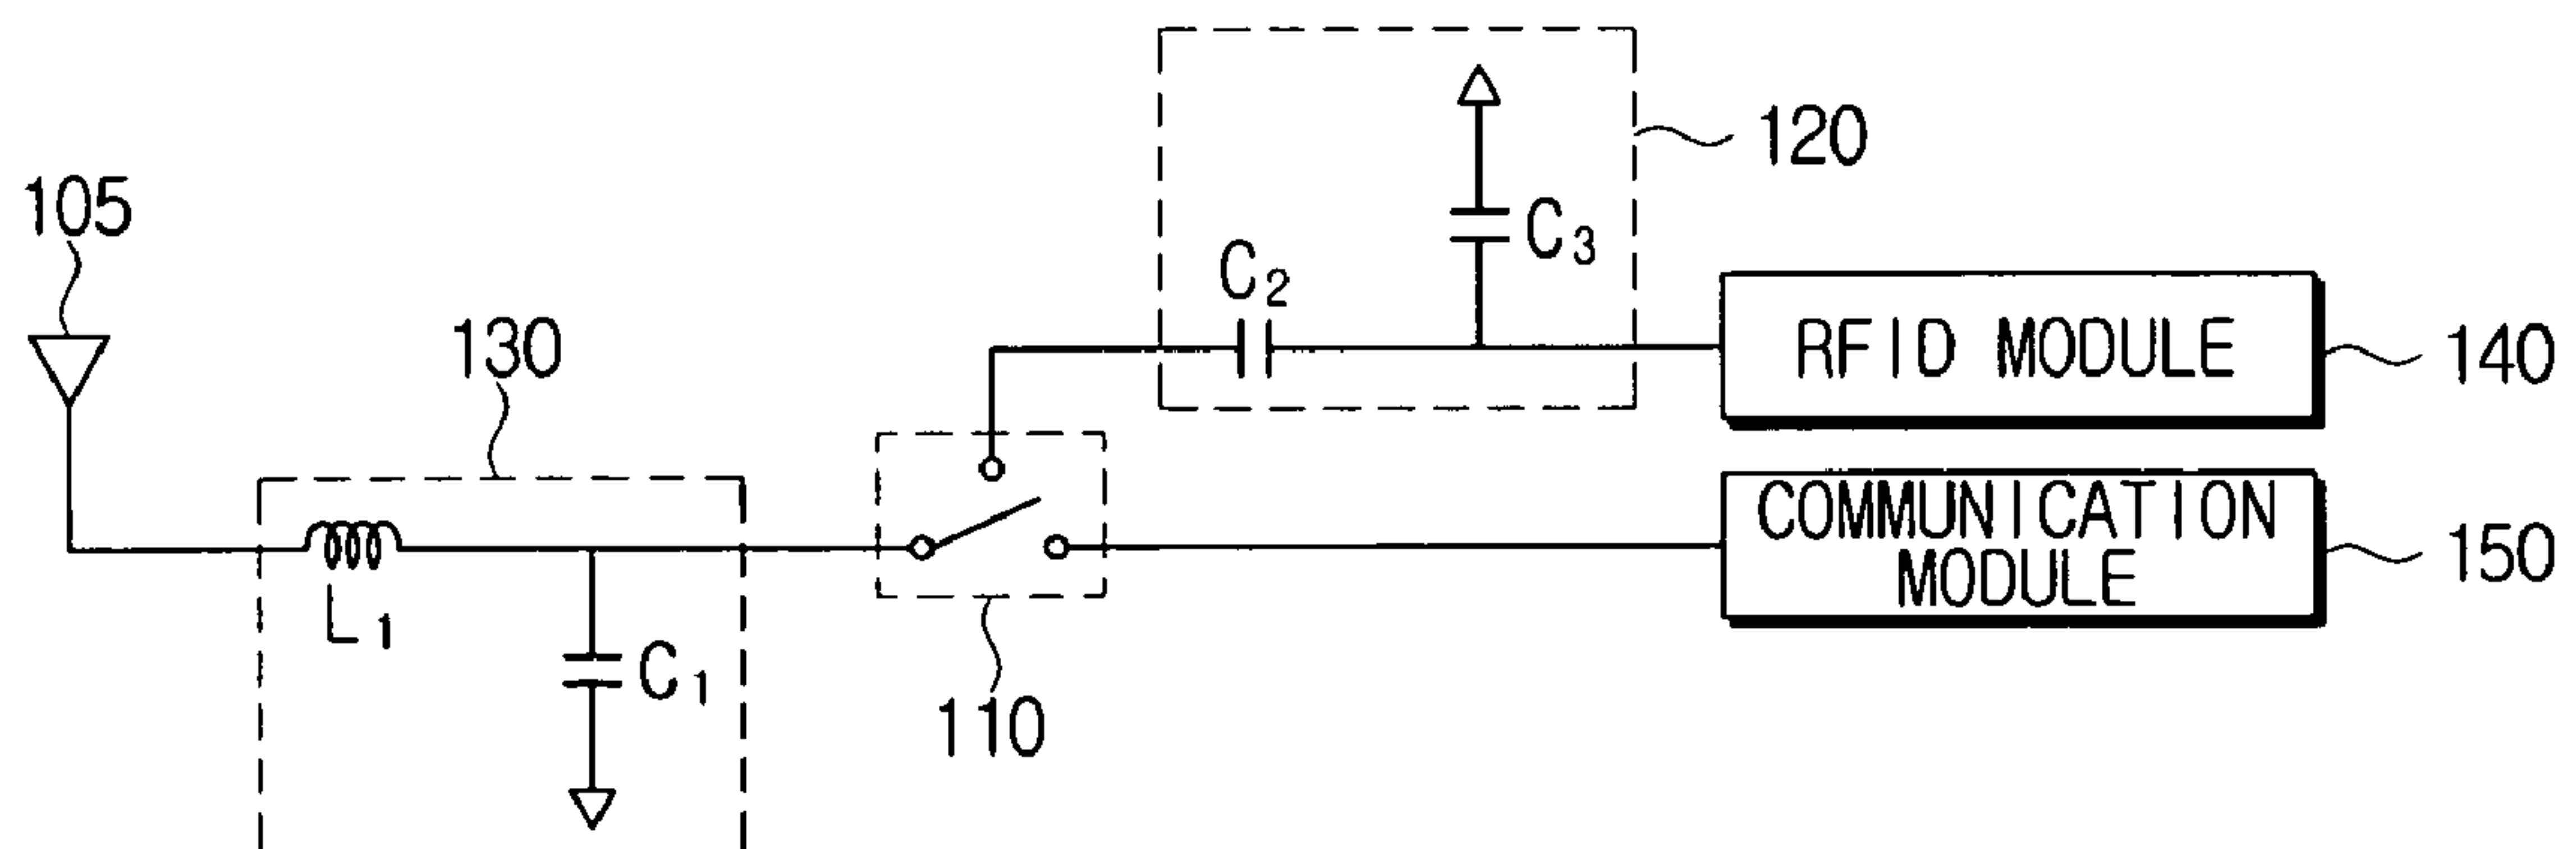 120
105
C₃
C₂
130
RFID MODULE
140
COMMUNICATION
MODULE
150
L₁
C₁
110